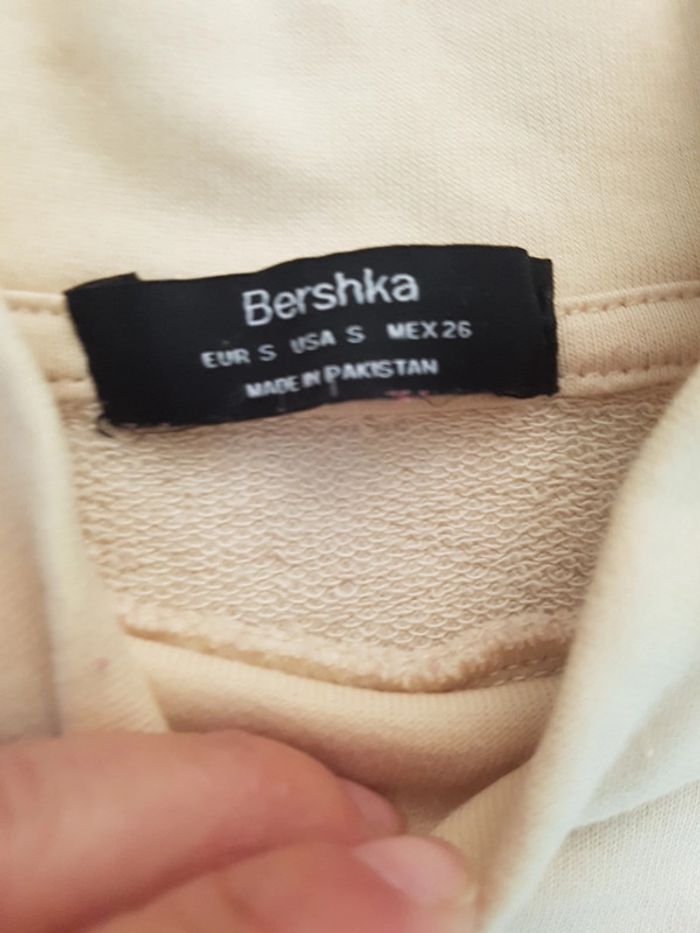 Bershka
EUR S USA S MEX 26
MADE IN PAKISTAN